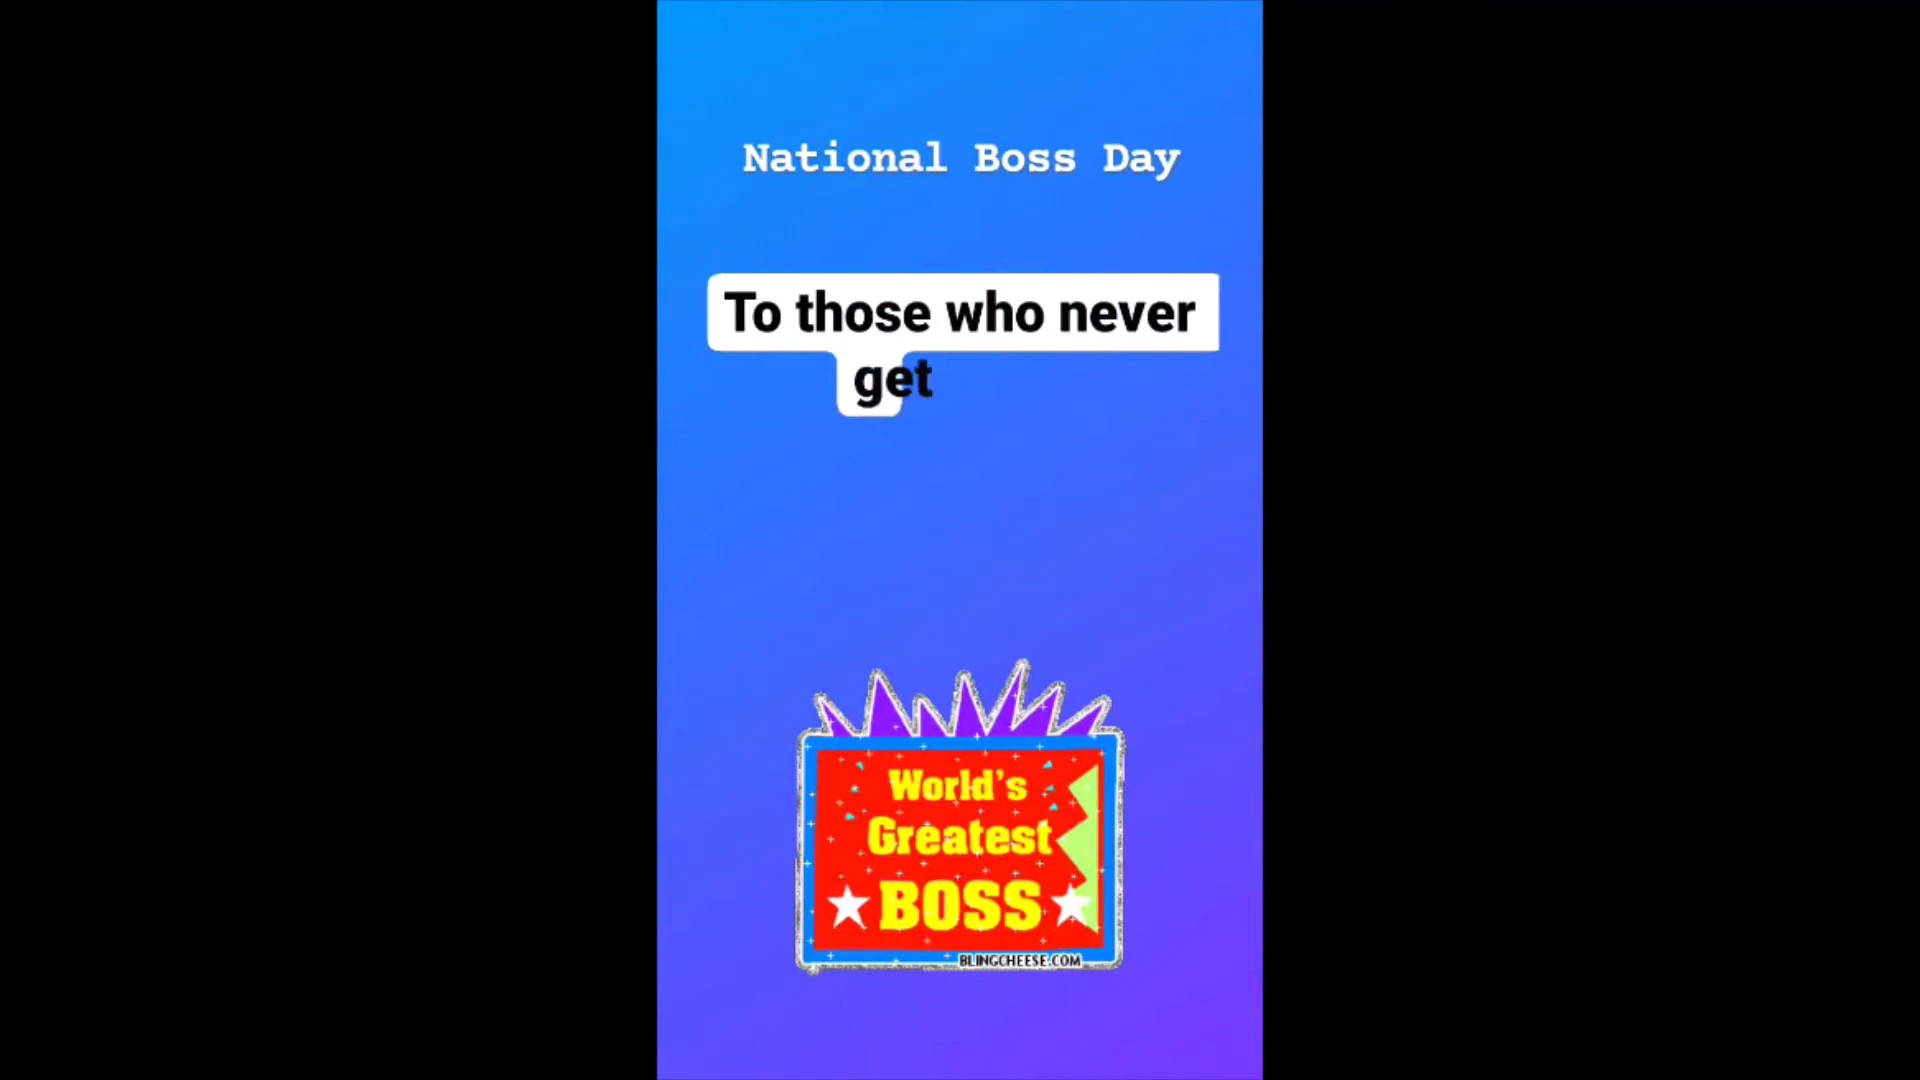 National Boss Day
To those who never
get
World's
Greatest
BOSS
BLINGCHEESE.COM